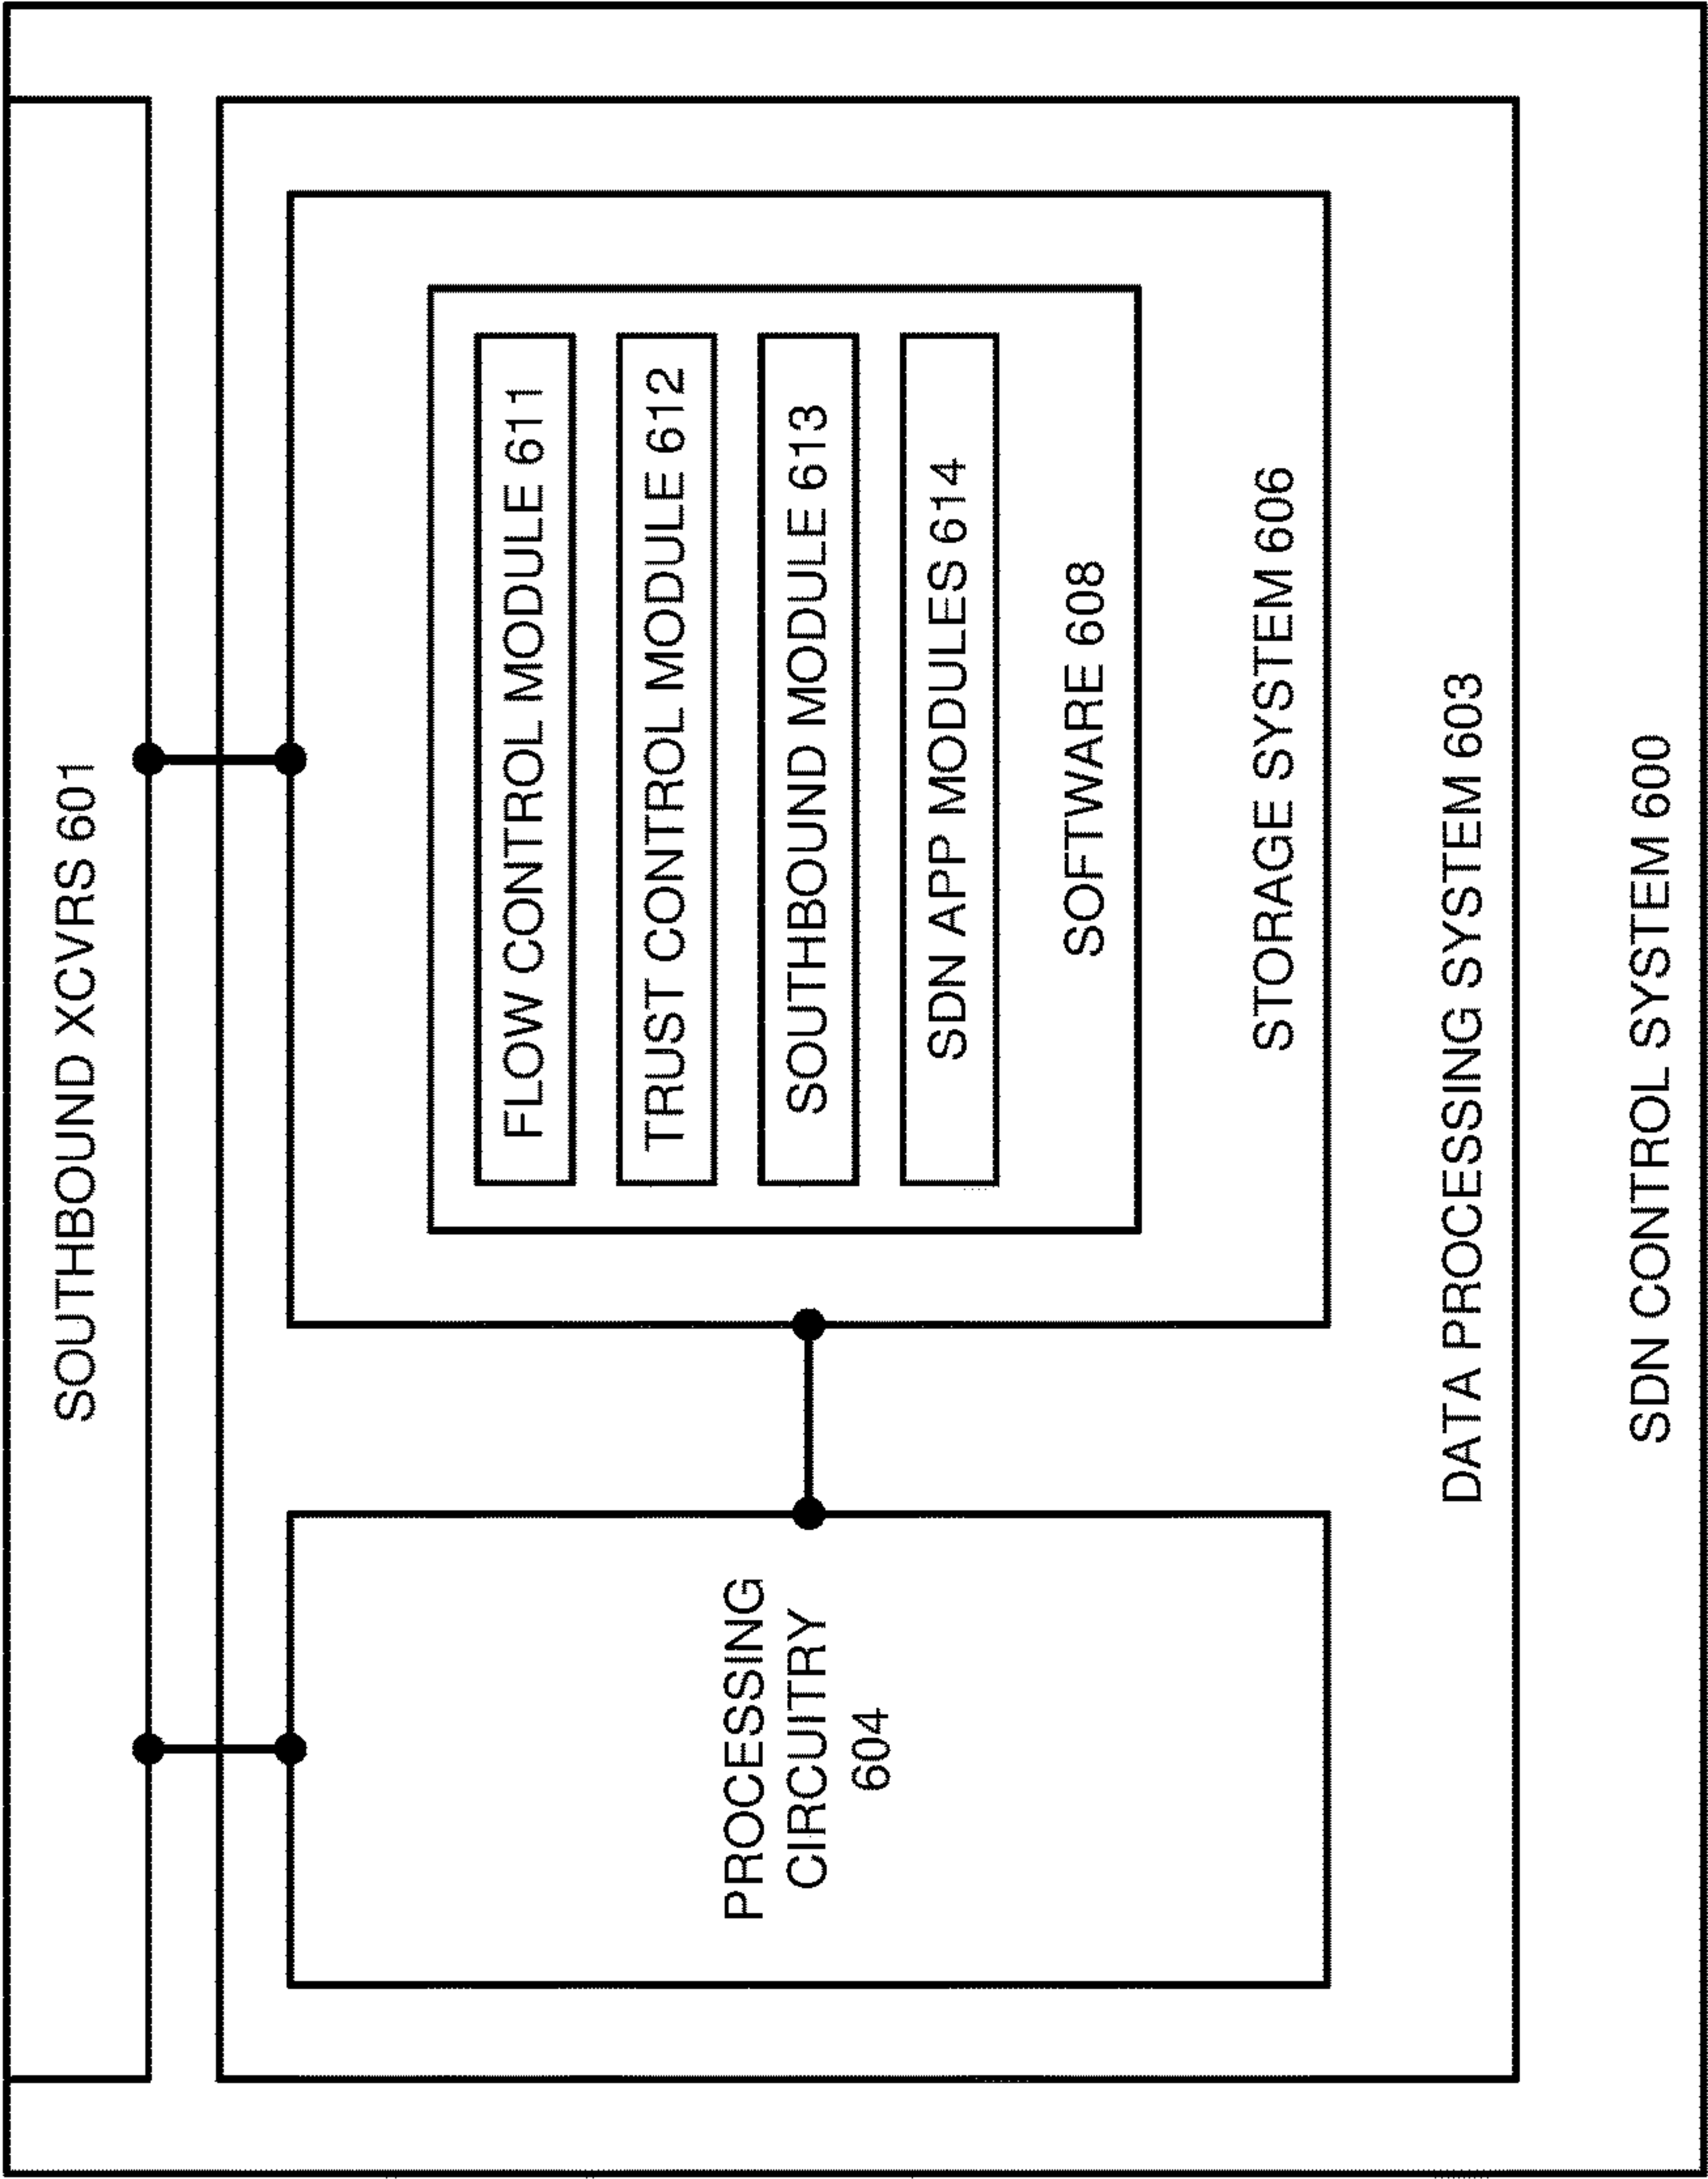 SOUTHBOUND XCVRS 601
PROCESSING
CIRCUITRY
604
FLOW CONTROL MODULE 611
TRUST CONTROL MODULE 612
SOUTHBOUND MODULE 613
SDN APP MODULES 614
SOFTWARE 608
STORAGE SYSTEM 606
DATA PROCESSING SYSTEM 603
SDN CONTROL SYSTEM 600